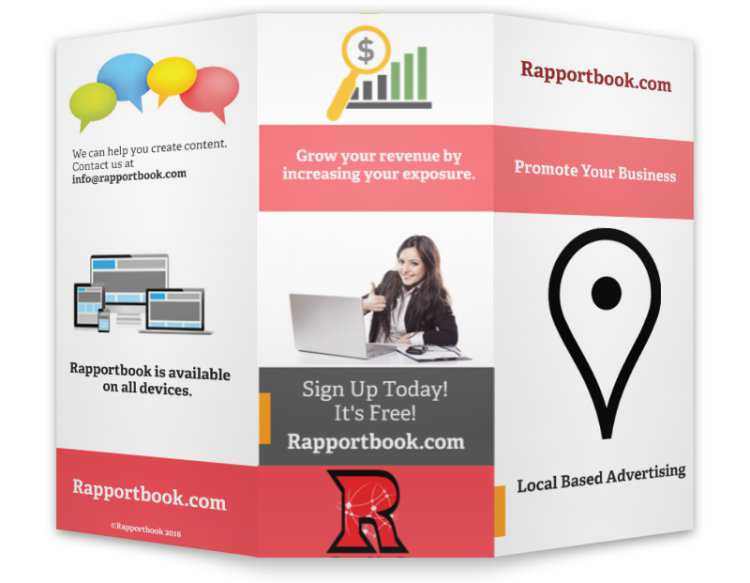 We can help you create content.
Contact us at
info@rapportbook.com
Rapportbook is available
on all devices.
Rapportbook.com
©Rapportbook 2018
$
Grow your revenue by
increasing your exposure.
Sign Up Today!
It's Free!
Rapportbook.com
R
Rapportbook.com
Promote Your Business
Local Based Advertising